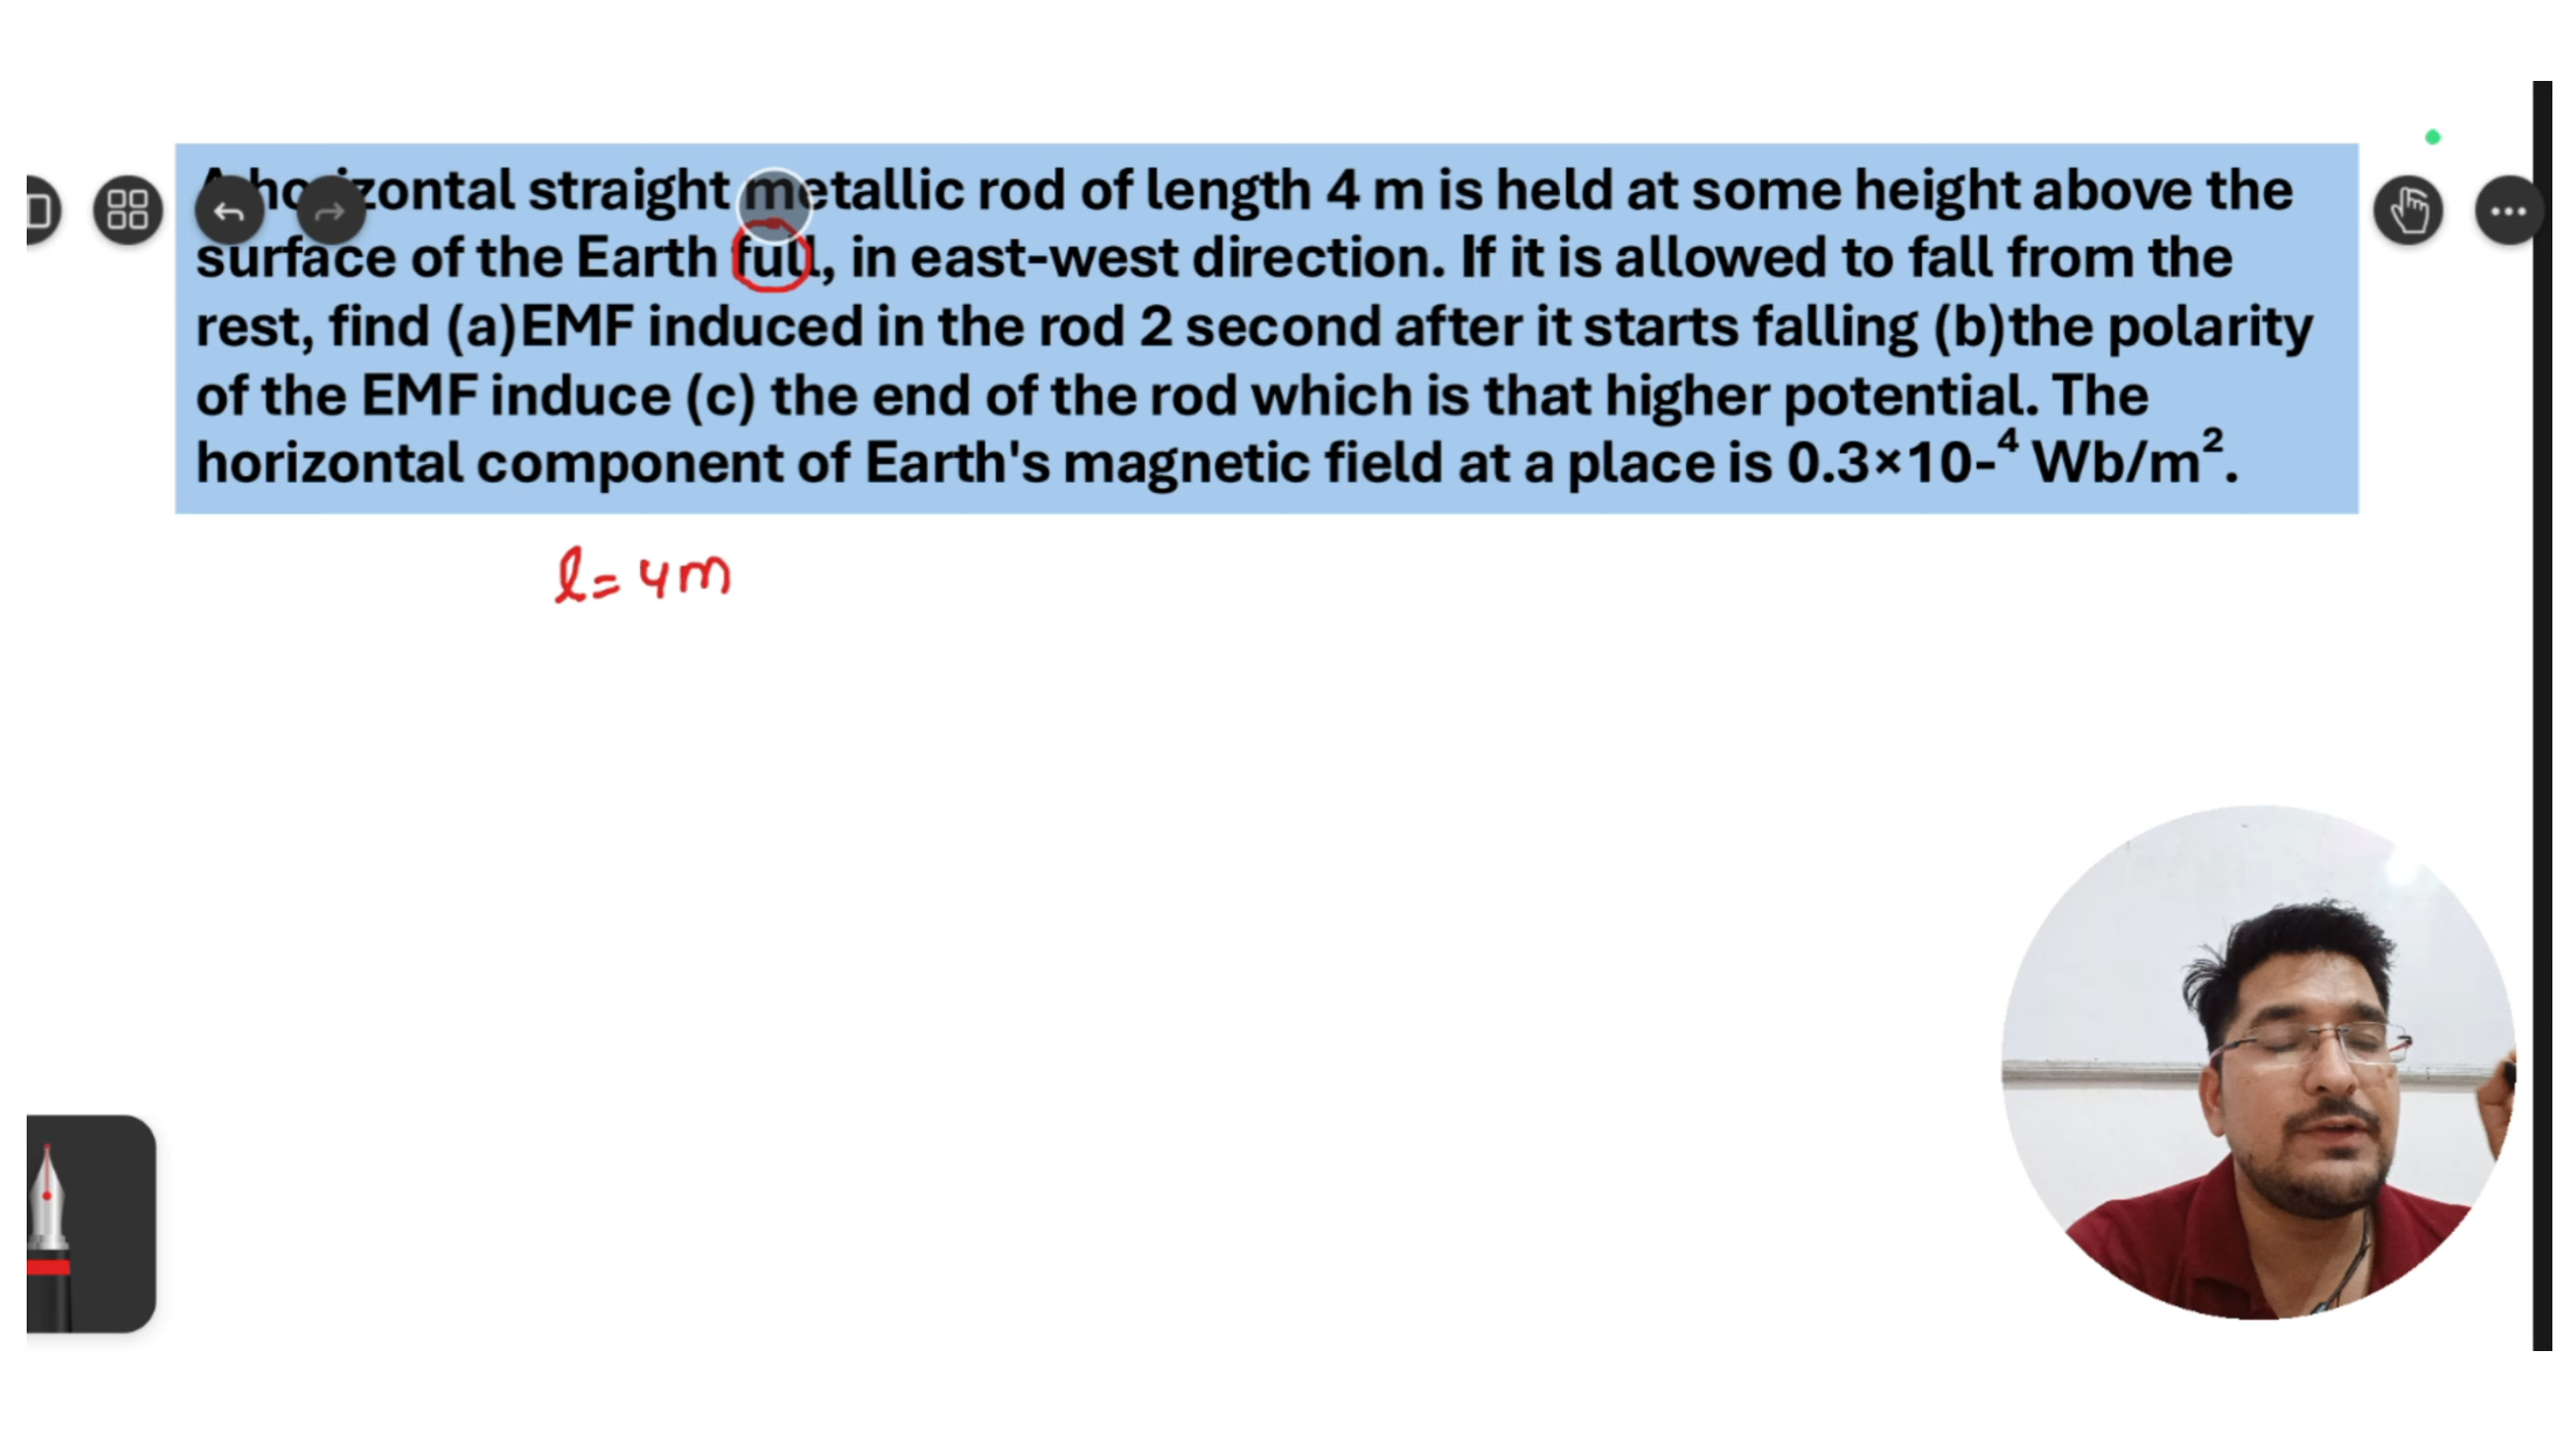 horizontal straight metallic rod of length 4 m is held at some height above the
surface of the Earth full, in east-west direction. If it is allowed to fall from the
rest, find (a)EMF induced in the rod 2 second after it starts falling (b)the polarity
of the EMF induce (c) the end of the rod which is that higher potential. The
horizontal component of Earth's magnetic field at a place is 0.3×10-⁴ Wb/m².
l = 4m